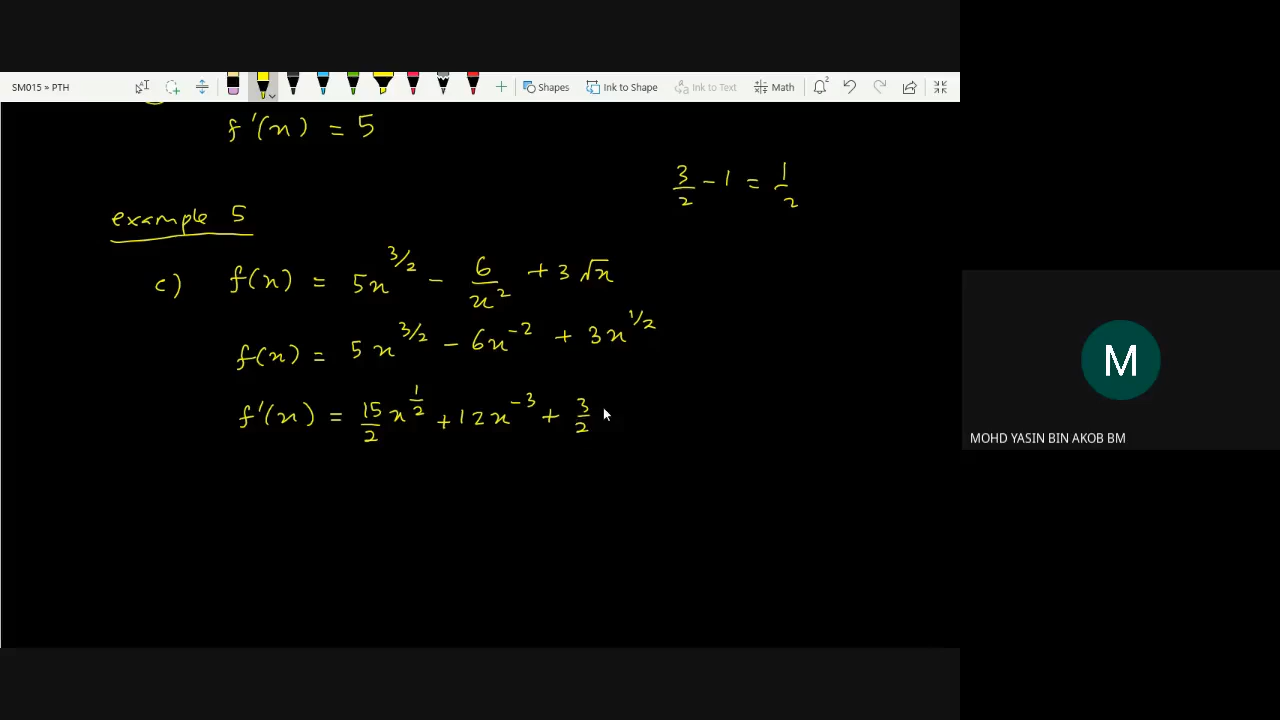 SM015 » PTH
Shapes
Ink to Shape
Ink to Text
Math
2
f'(x) = 5
3/2 - 1 = 1/2
example 5
c) f(x) = 5x^3/2 - 6/x^2 + 3√x
f(x) = 5x^3/2 - 6x^-2 + 3x^1/2
f'(x) = 15/2 x^1/2 + 12x^-3 + 3/2
M
MOHD YASIN BIN AKOB BM